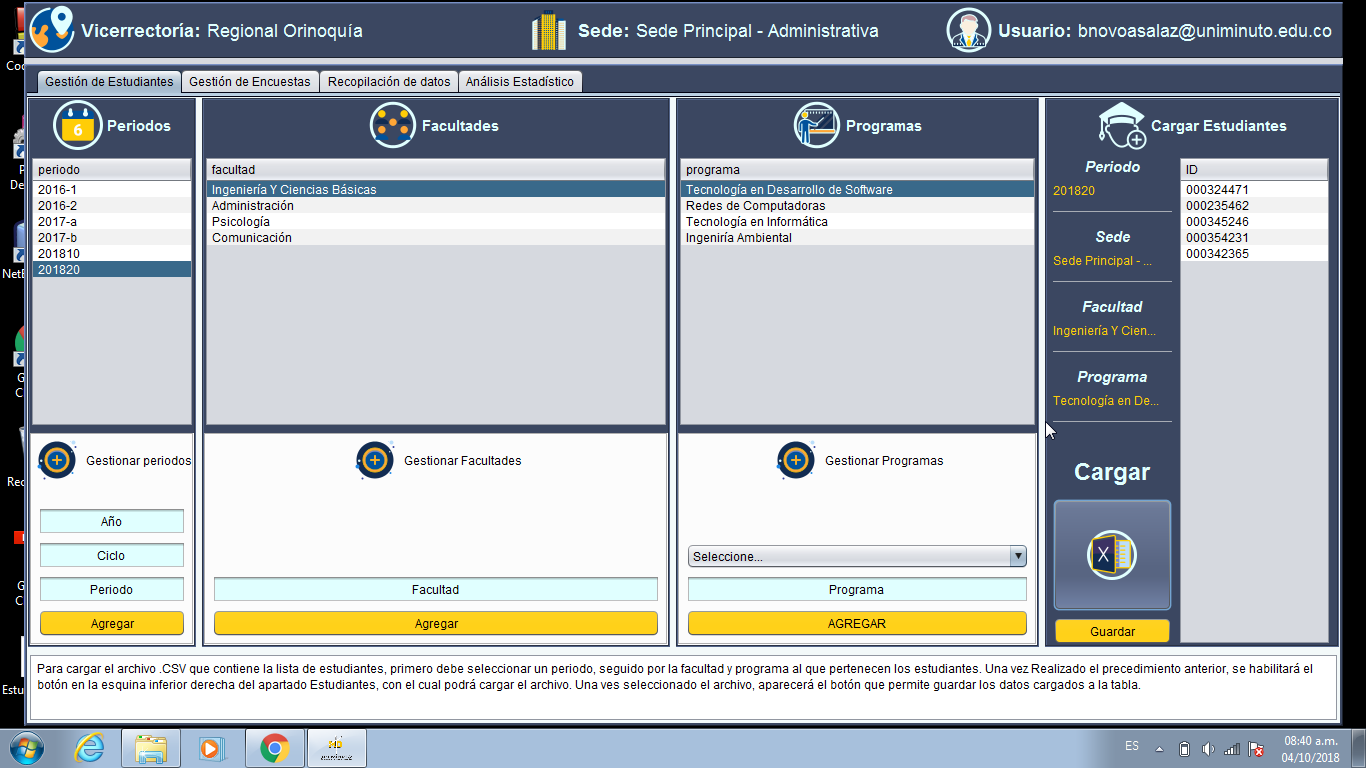 Vicerrectoría: Regional Orinoquía
Sede: Sede Principal - Administrativa
Usuario: bnovoasalaz@uniminuto.edu.co
Gestión de Estudiantes
Gestión de Encuestas
Recopilación de datos
Análisis Estadístico
6
Periodos
periodo
2016-1
2016-2
2017-a
2017-b
201810
201820
Gestionar periodos
Año
Ciclo
Periodo
Agregar
Facultades
facultad
Ingeniería Y Ciencias Básicas
Administración
Psicología
Comunicación
Gestionar Facultades
Facultad
Agregar
Programas
programa
Tecnología en Desarrollo de Software
Redes de Computadoras
Tecnología en Informática
Ingeniría Ambiental
Gestionar Programas
Seleccione...
Programa
AGREGAR
Cargar Estudiantes
Periodo
201820
Sede
Sede Principal - ...
Facultad
Ingeniería Y Cien...
Programa
Tecnología en De...
Cargar
X
Guardar
ID
000324471
000235462
000345246
000354231
000342365
Para cargar el archivo .CSV que contiene la lista de estudiantes, primero debe seleccionar un periodo, seguido por la facultad y programa al que pertenecen los estudiantes. Una vez Realizado el precedimiento anterior, se habilitará el
botón en la esquina inferior derecha del apartado Estudiantes, con el cual podrá cargar el archivo. Una ves seleccionado el archivo, aparecerá el botón que permite guardar los datos cargados a la tabla.
ES
08:40 a.m.
04/10/2018